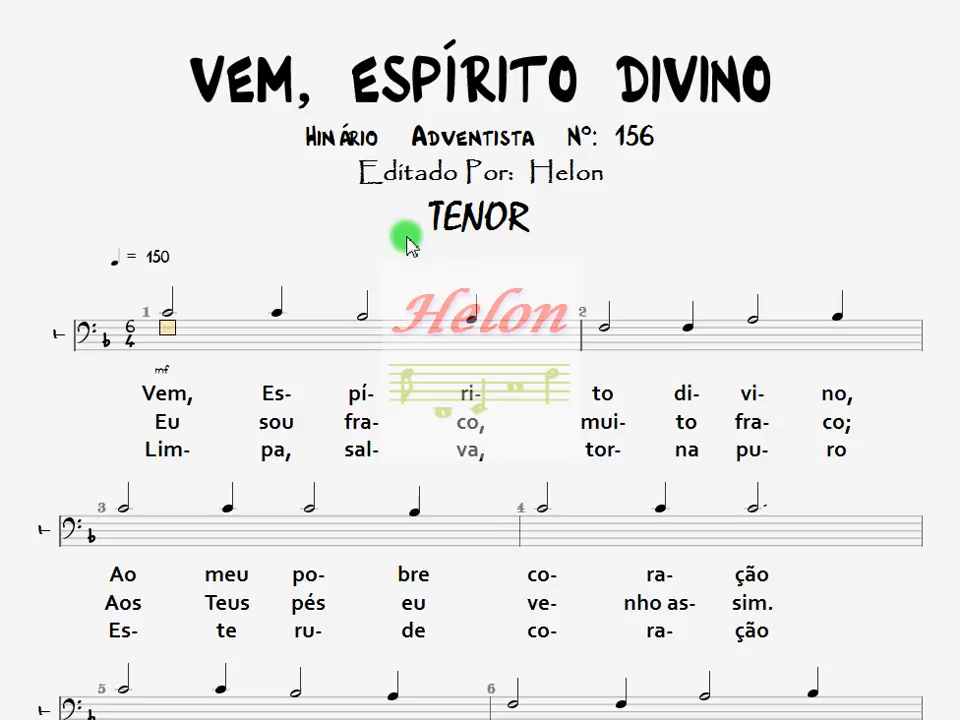 VEM, ESPÍRITO DIVINO
HINÁRIO ADVENTISTA Nº: 156
Editado Por: Helon
TENOR
= 150
Helon
1 2
T 6
4
mf
Vem, Es- pí- ri- to di- vi- no,
Eu sou fra- co, mui- to fra- co;
Lim- pa, sal- va, tor- na pu- ro
3 4
T
Ao meu po- bre co- ra- ção
Aos Teus pés eu ve- nho as- sim.
Es- te ru- de co- ra- ção
5 6
T